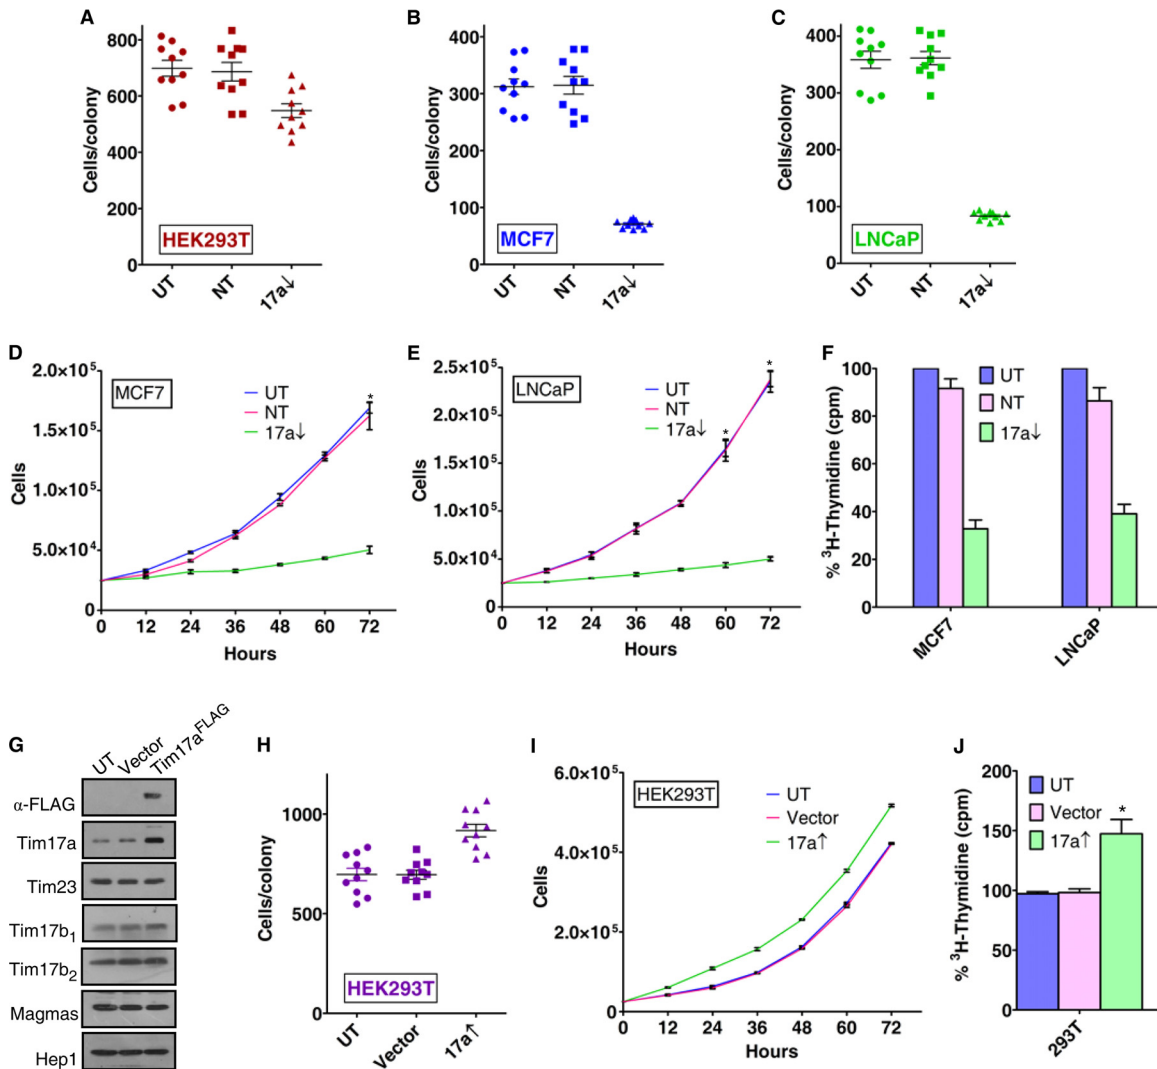 A
Cells/colony
800
600
400
200
0
HEK293T
UT
NT
17a↓
B
Cells/colony
400
300
200
100
0
MCF7
UT
NT
17a↓
C
Cells/colony
400
300
200
100
0
LNCaP
UT
NT
17a↓
D
Cells
2.0×10⁵
1.5×10⁵
1.0×10⁵
5.0×10⁴
0
MCF7
UT
NT
17a↓
*
0 12 24 36 48 60 72
Hours
E
Cells
2.5×10⁵
2.0×10⁵
1.5×10⁵
1.0×10⁵
5.0×10⁴
0
LNCaP
UT
NT
17a↓
*
*
0 12 24 36 48 60 72
Hours
F
% ³H-Thymidine (cpm)
100
80
60
40
20
0
UT
NT
17a↓
MCF7
LNCaP
G
UT
Vector
Tim17a^FLAG
α-FLAG
Tim17a
Tim23
Tim17b₁
Tim17b₂
Magmas
Hep1
H
Cells/colony
1000
500
0
HEK293T
UT
Vector
17a↑
I
Cells
6.0×10⁵
4.0×10⁵
2.0×10⁵
0
HEK293T
UT
Vector
17a↑
0 12 24 36 48 60 72
Hours
J
% ³H-Thymidine (cpm)
200
150
100
50
0
UT
Vector
17a↑
*
293T